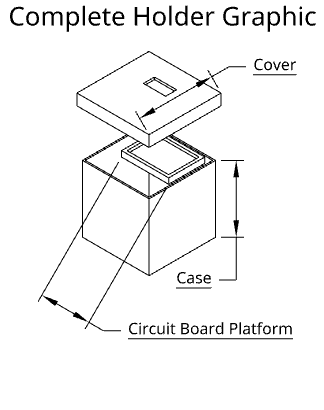 Complete Holder Graphic
Cover
Case
Circuit Board Platform